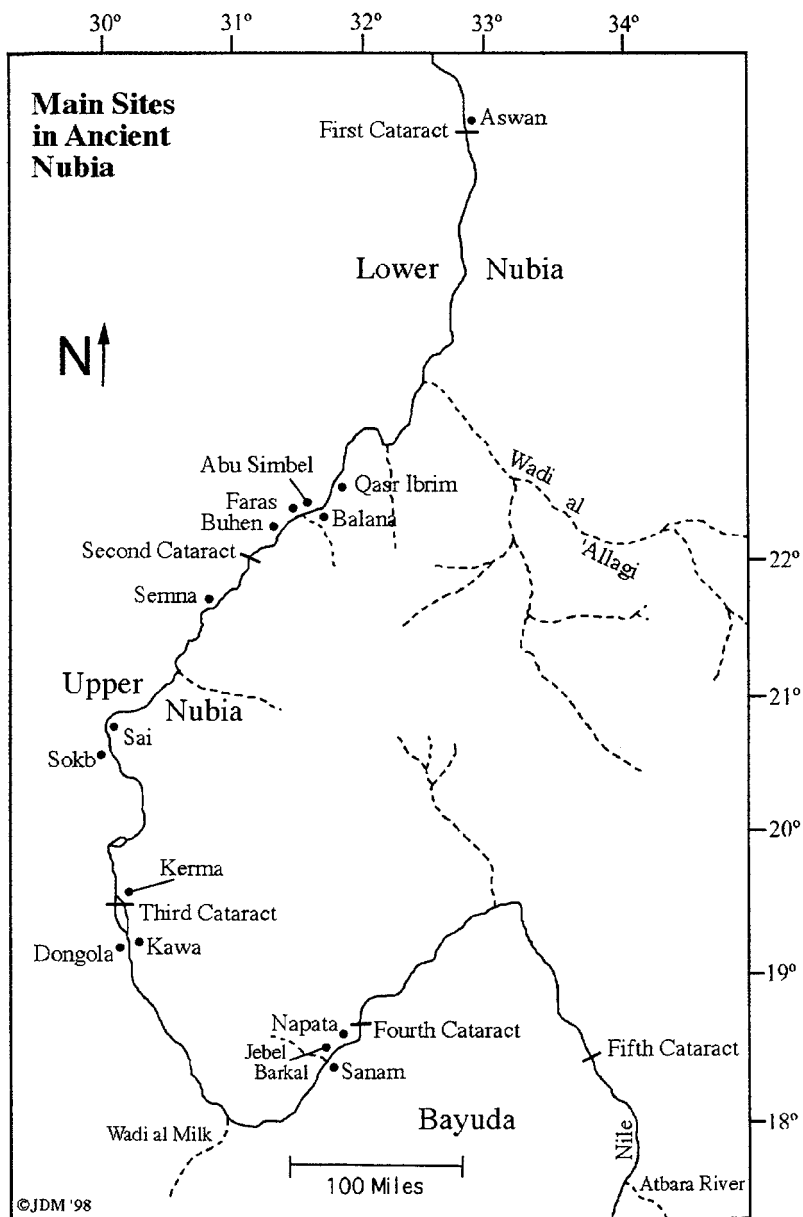 30° 31° 32° 33° 34°
Main Sites
in Ancient
Nubia
First Cataract
Aswan
Lower Nubia
N
Wadi
al
'Allagi
Abu Simbel
Qasr Ibrim
Faras
Balana
Buhen
Second Cataract
22°
Semna
Upper
Nubia
21°
Sai
Sokb
20°
Kerma
Third Cataract
Dongola
Kawa
19°
Napata
Fourth Cataract
Jebel
Barkal
Sanam
Fifth Cataract
Bayuda
18°
Wadi al Milk
Nile
100 Miles
Atbara River
©JDM '98